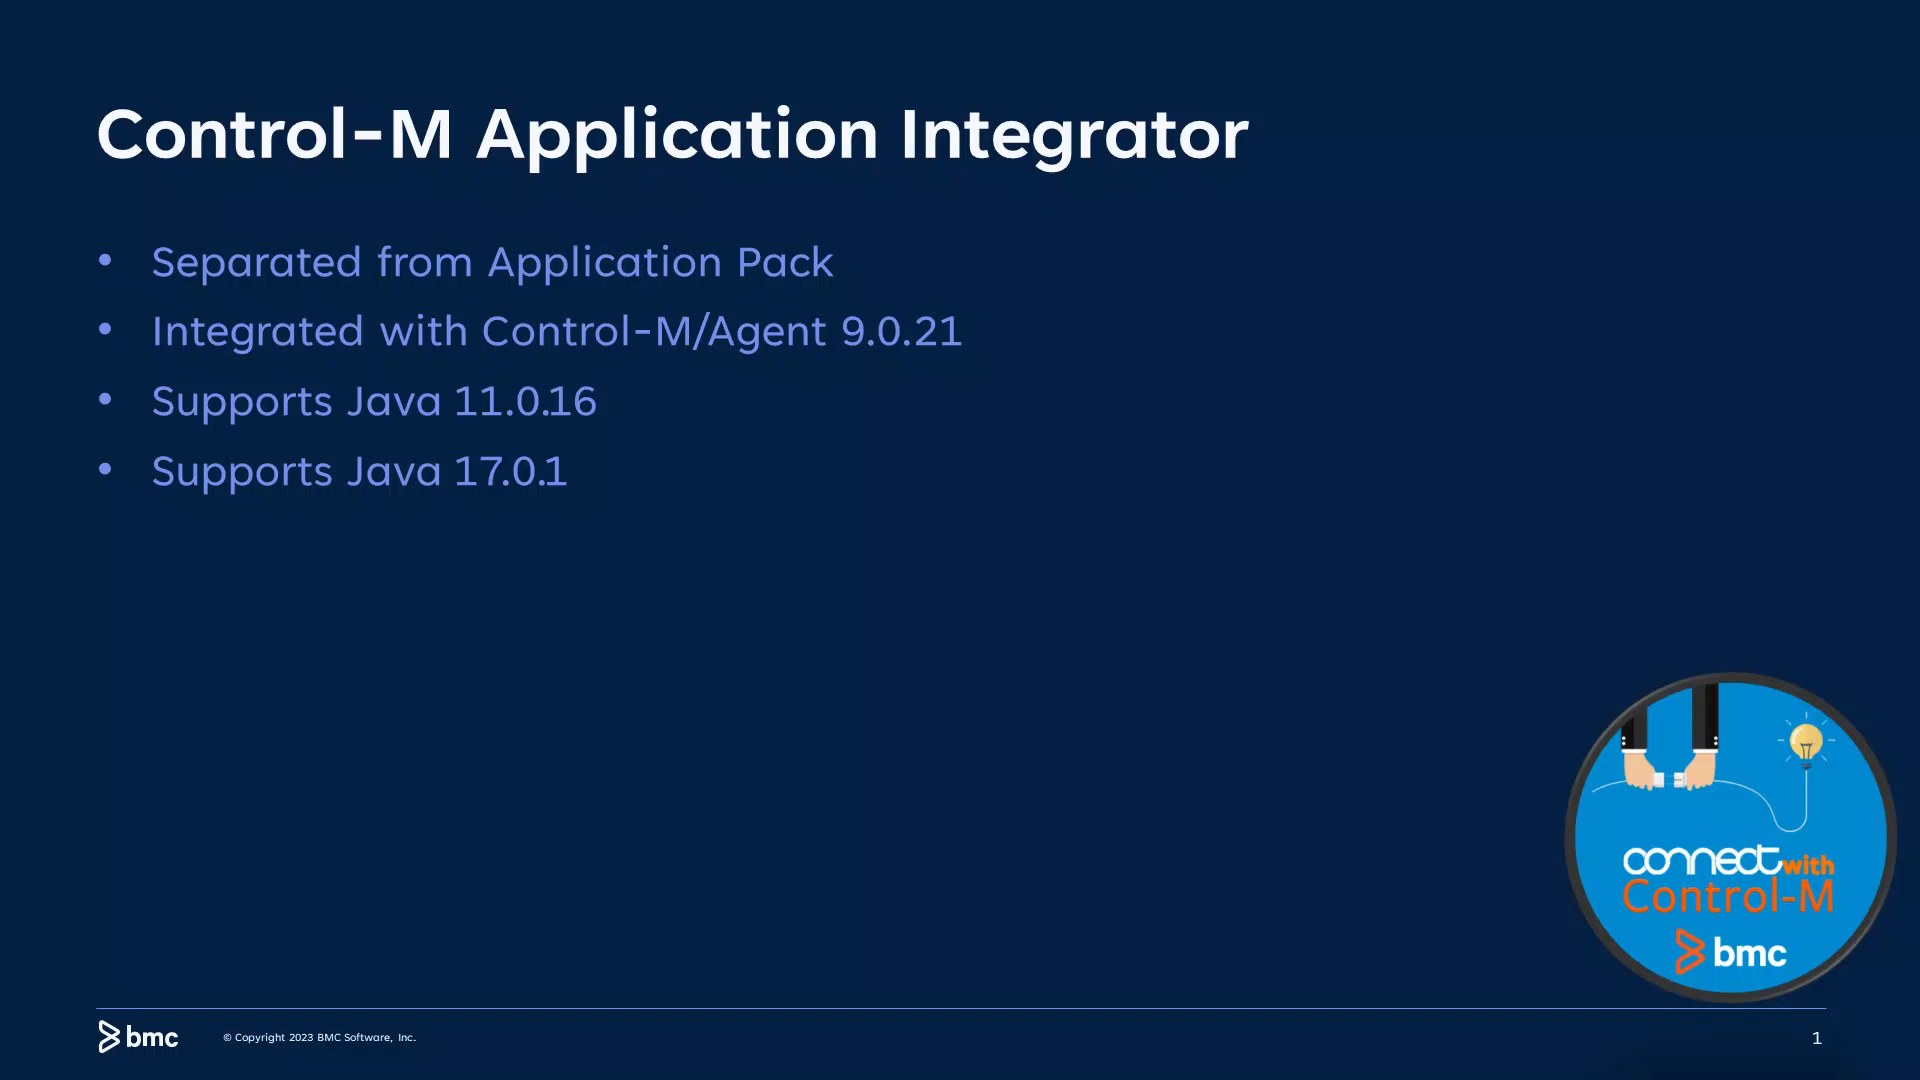 Control-M Application Integrator
• Separated from Application Pack
• Integrated with Control-M/Agent 9.0.21
• Supports Java 11.0.16
• Supports Java 17.0.1
connect with
Control-M
bmc
bmc
© Copyright 2023 BMC Software, Inc.
1